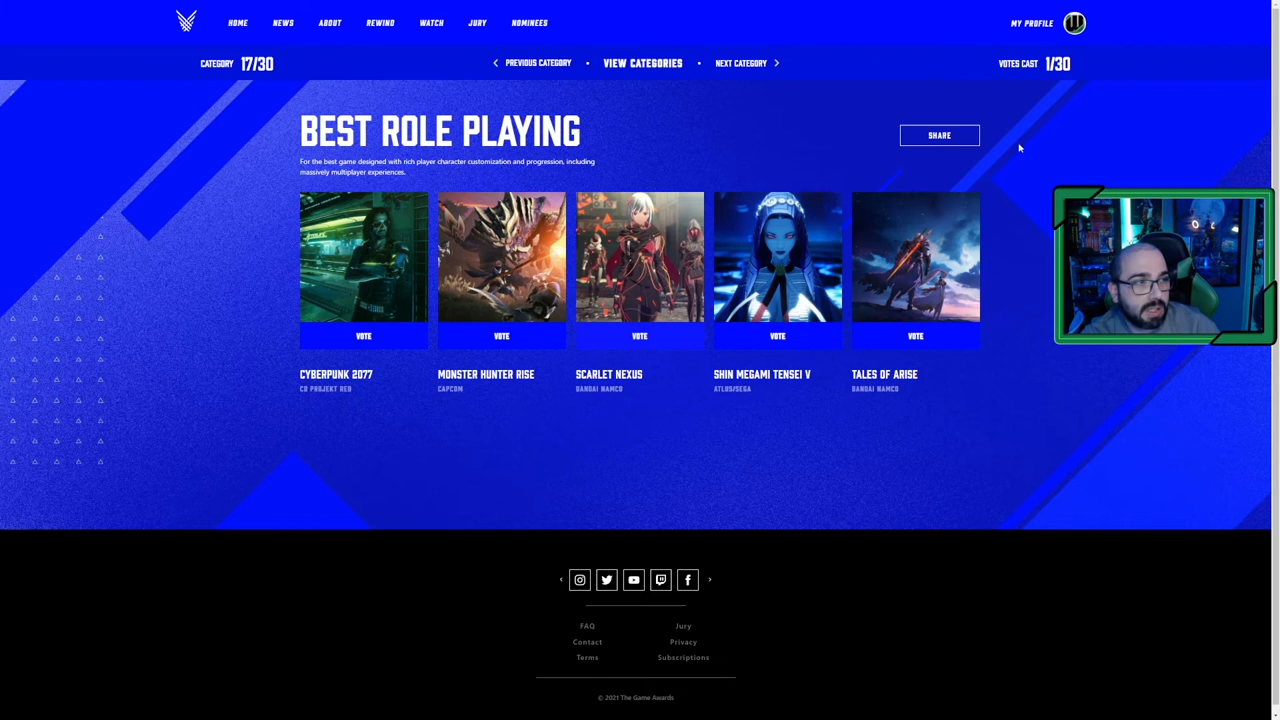 HOME NEWS ABOUT REWIND WATCH JURY NOMINEES MY PROFILE
CATEGORY 17/30 PREVIOUS CATEGORY • VIEW CATEGORIES • NEXT CATEGORY VOTES CAST 1/30
BEST ROLE PLAYING
SHARE
For the best game designed with rich player character customization and progression, including
massively multiplayer experiences.
VOTE VOTE VOTE VOTE VOTE
CYBERPUNK 2077 MONSTER HUNTER RISE SCARLET NEXUS SHIN MEGAMI TENSEI V TALES OF ARISE
CD PROJEKT RED CAPCOM BANDAI NAMCO ATLUS/SEGA BANDAI NAMCO
FAQ Jury
Contact Privacy
Terms Subscriptions
© 2021 The Game Awards